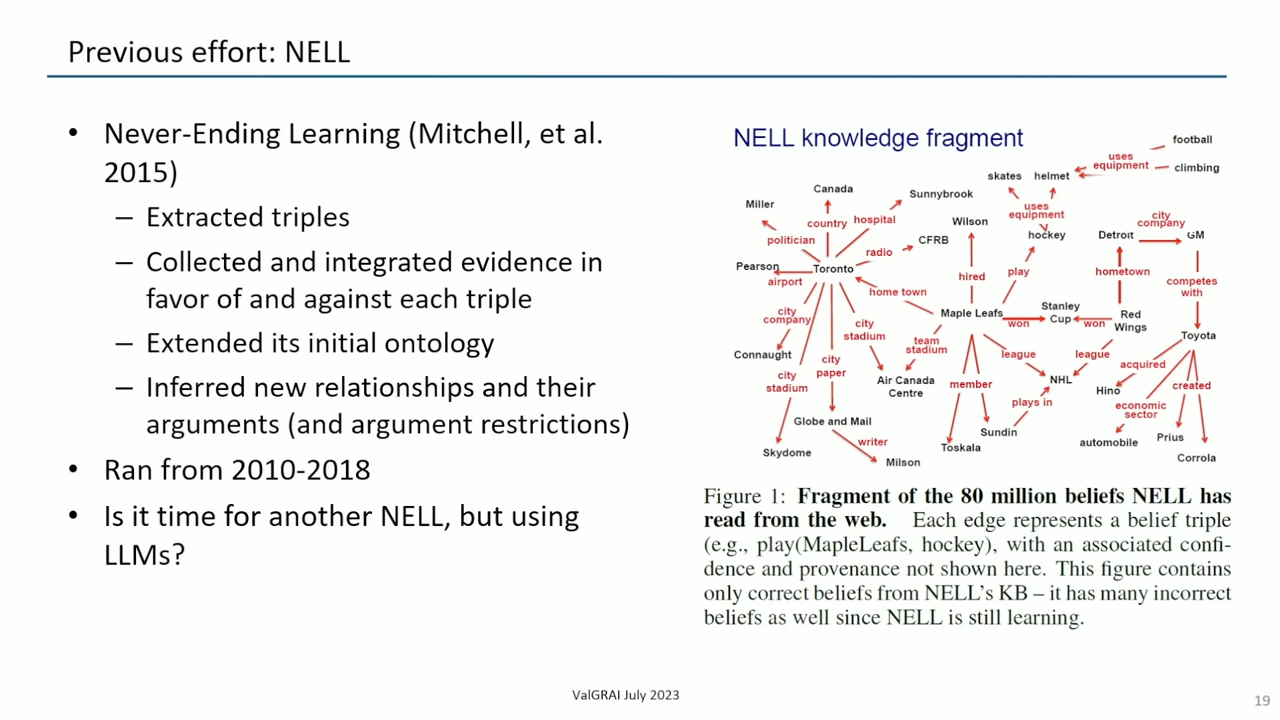 Previous effort: NELL
• Never-Ending Learning (Mitchell, et al.
2015)
– Extracted triples
– Collected and integrated evidence in
favor of and against each triple
– Extended its initial ontology
– Inferred new relationships and their
arguments (and argument restrictions)
• Ran from 2010-2018
• Is it time for another NELL, but using
LLMs?
NELL knowledge fragment
football
uses
equipment
climbing
skates
helmet
Canada
Sunnybrook
Miller
country
hospital
uses
equipment
Wilson
city
company
politician
radio
CFRB
hockey
Detroit
GM
Pearson
Toronto
airport
hired
play
hometown
competes
with
home town
city
company
city
stadium
Maple Leafs
Stanley
Cup
won
won
Red
Wings
Toyota
team
stadium
Connaught
city
paper
league
league
acquired
city
stadium
Air Canada
Centre
member
NHL
Hino
created
plays in
economic
sector
Globe and Mail
Sundin
automobile
Prius
writer
Skydome
Milson
Toskala
Corrola
Figure 1: Fragment of the 80 million beliefs NELL has
read from the web. Each edge represents a belief triple
(e.g., play(MapleLeafs, hockey), with an associated confi-
dence and provenance not shown here. This figure contains
only correct beliefs from NELL's KB – it has many incorrect
beliefs as well since NELL is still learning.
ValGRAI July 2023
19